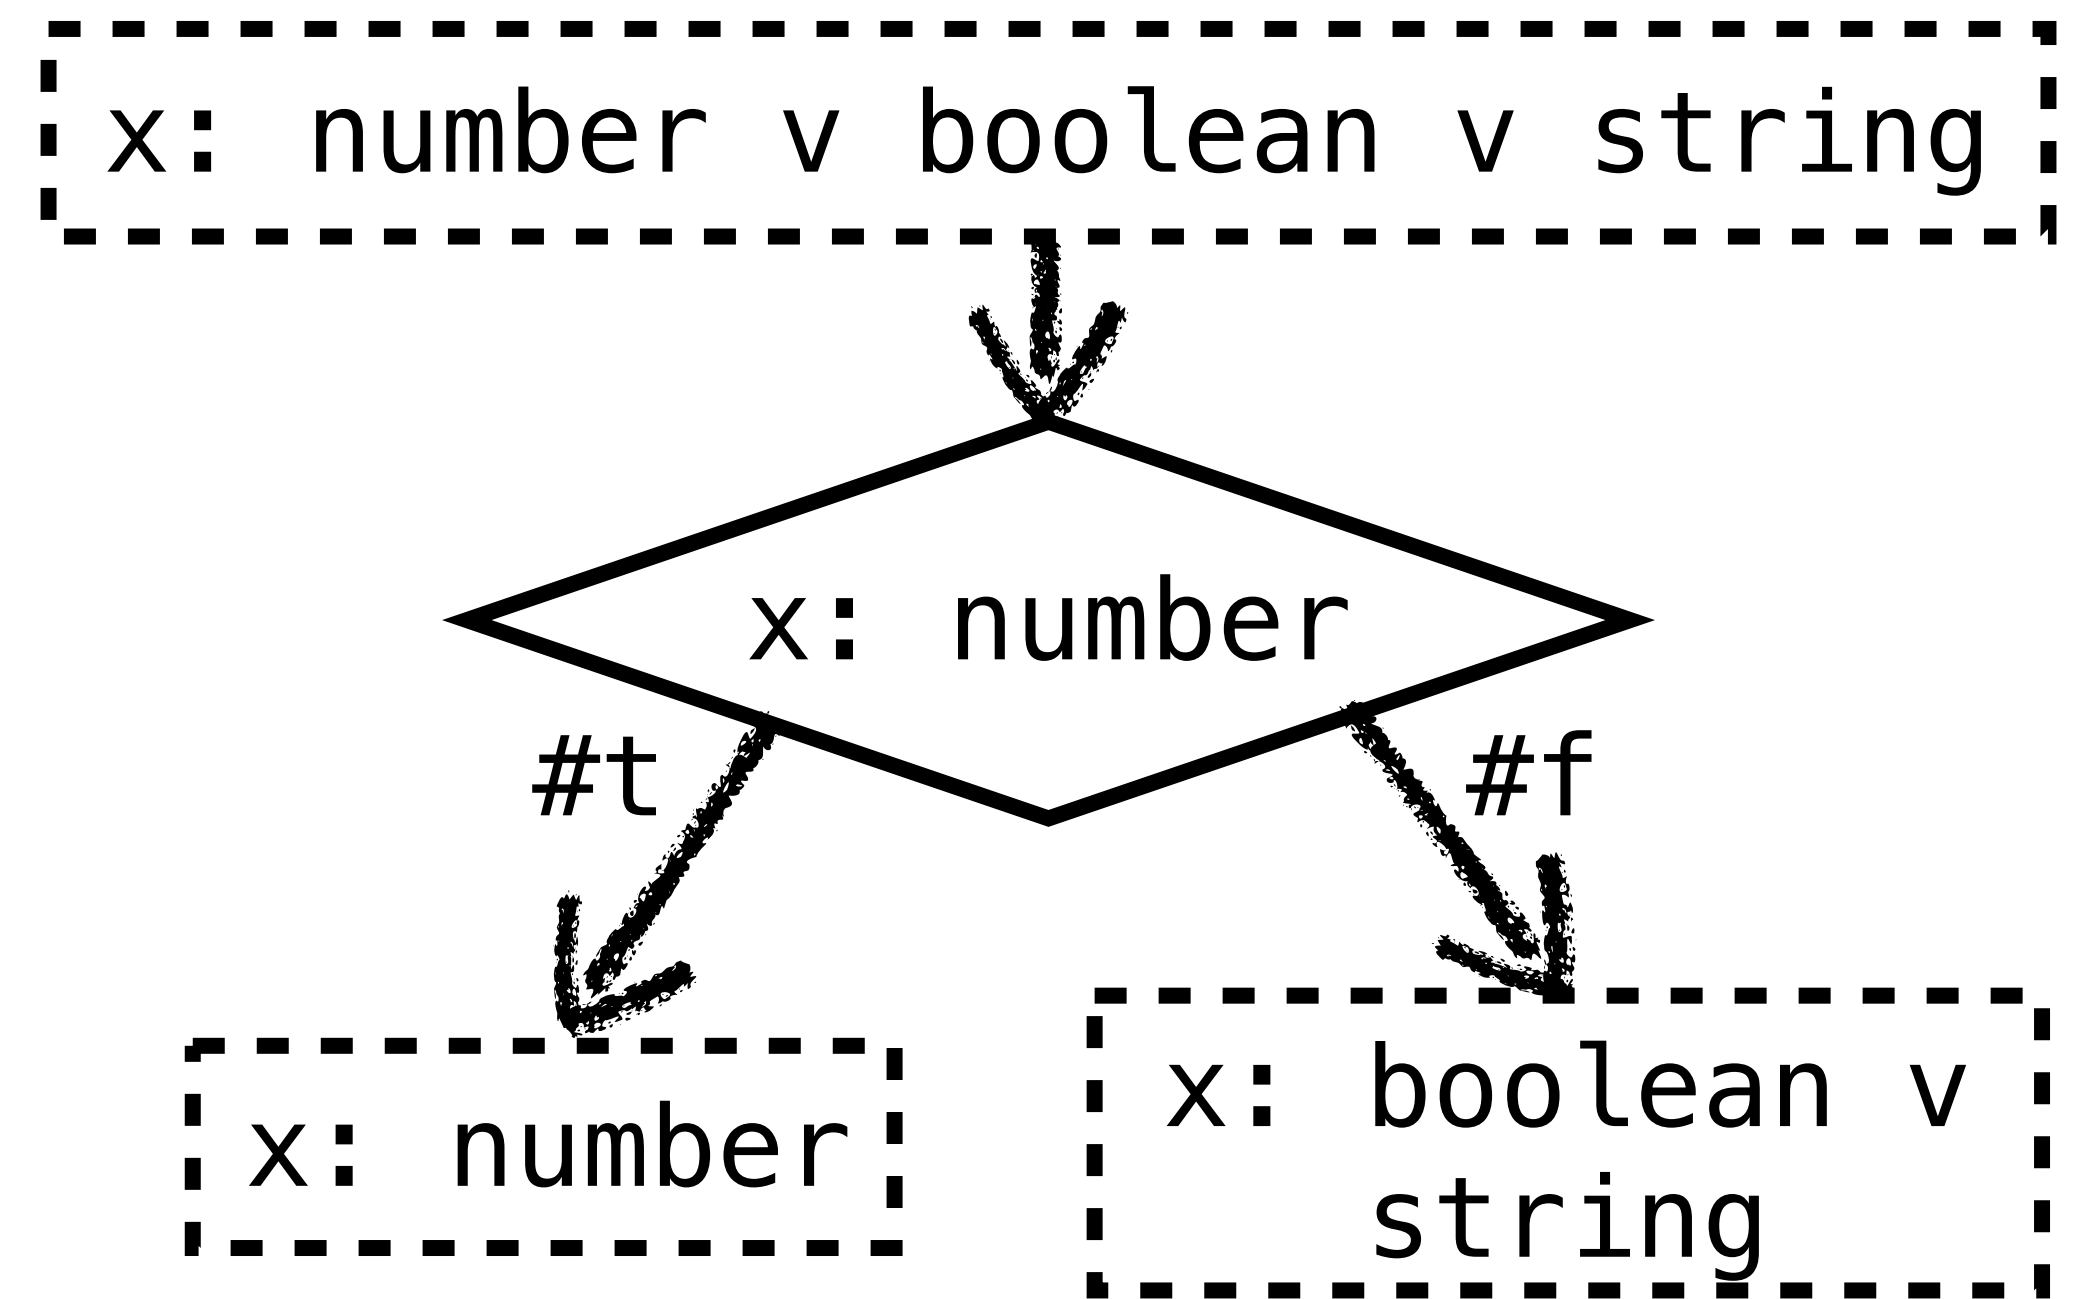 x: number v boolean v string
x: number
#t
#f
x: number
x: boolean v
string